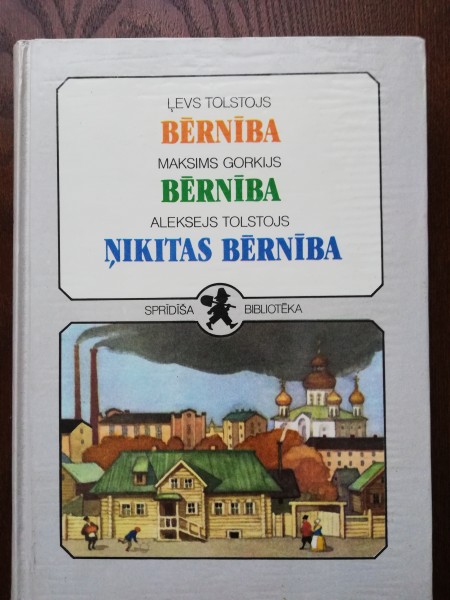 ĻEVS TOLSTOJS
BĒRNĪBA
MAKSIMS GORKIJS
BĒRNĪBA
ALEKSEJS TOLSTOJS
ŅIKITAS BĒRNĪBA
SPRĪDĪŠA BIBLIOTĒKA